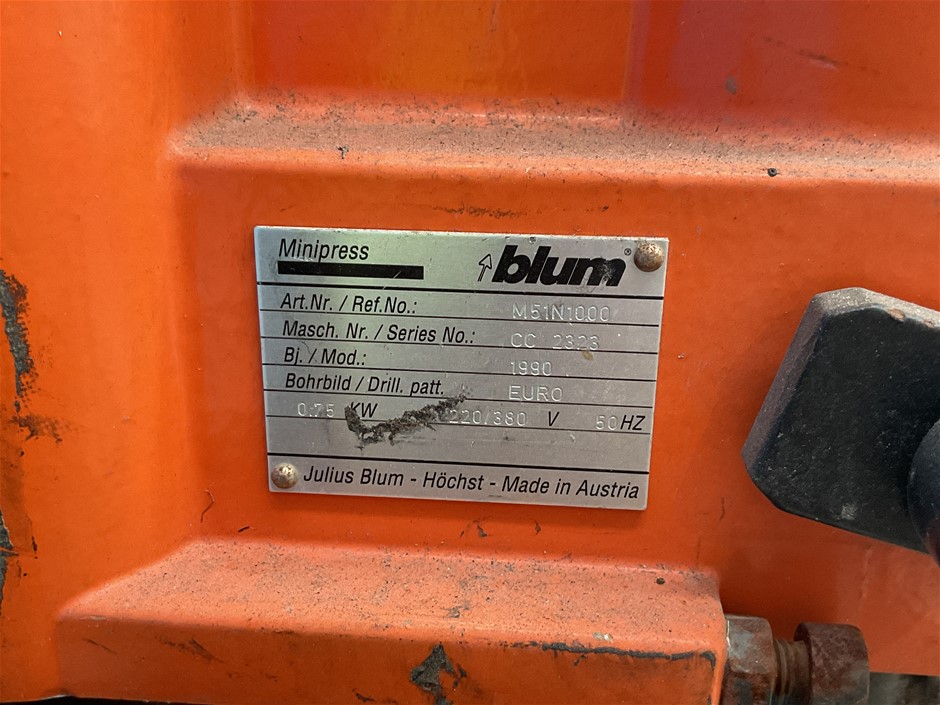 Minipress blum®
Art.Nr. / Ref.No.: M51N1000
Masch. Nr. / Series No.: CC 2323
Bj. / Mod.: 1990
Bohrbild / Drill. patt. EURO
0.75 KW 220/380 V 50 HZ
Julius Blum - Höchst - Made in Austria